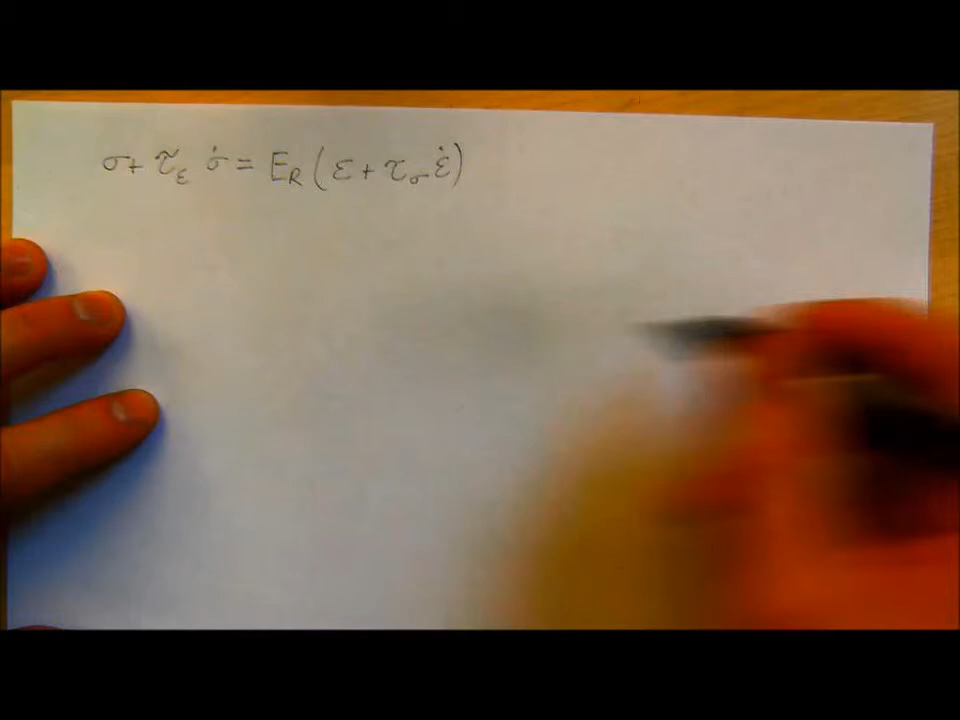 σ + τ_ε σ̇ = E_R (ε + τ_σ ε̇)